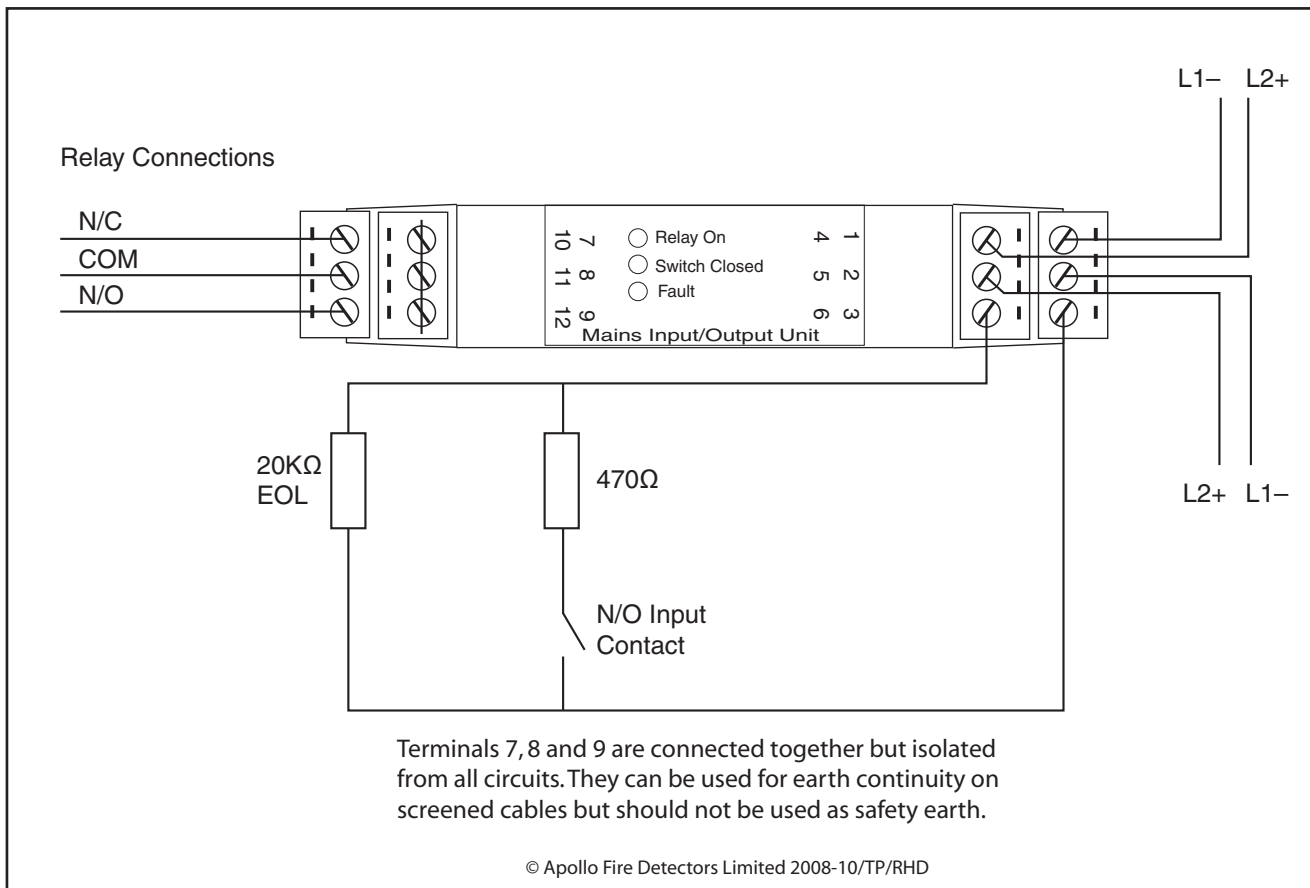 L1– L2+
Relay Connections
N/C
COM
N/O
10 7
11 8
12 9
Relay On
Switch Closed
Fault
4 1
5 2
6 3
Mains Input/Output Unit
20KΩ
EOL
470Ω
L2+ L1–
N/O Input
Contact
Terminals 7, 8 and 9 are connected together but isolated
from all circuits. They can be used for earth continuity on
screened cables but should not be used as safety earth.
© Apollo Fire Detectors Limited 2008-10/TP/RHD